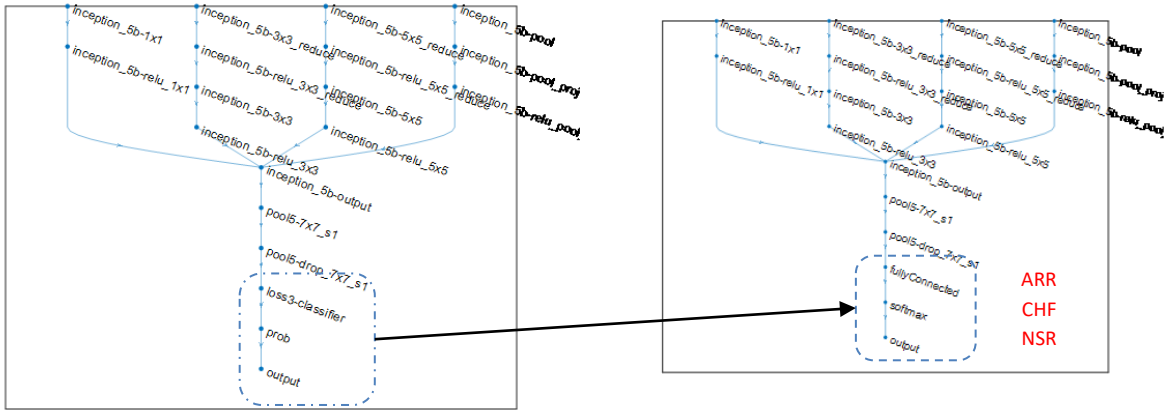 inception_5b-1x1
inception_5b-3x3_reduce
inception_5b-5x5_reduce
inception_5b-pool
inception_5b-relu_1x1
inception_5b-relu_3x3_reduce
inception_5b-relu_5x5_reduce
inception_5b-pool_proj
inception_5b-3x3
inception_5b-5x5
inception_5b-relu_pool_
inception_5b-relu_3x3
inception_5b-relu_5x5
inception_5b-output
pool5-7x7_s1
pool5-drop_7x7_s1
loss3-classifier
prob
output
inception_5b-1x1
inception_5b-3x3_reduce
inception_5b-5x5_reduce
inception_5b-pool
inception_5b-relu_1x1
inception_5b-relu_3x3_reduce
inception_5b-relu_5x5_reduce
inception_5b-pool_proj
inception_5b-3x3
inception_5b-5x5
inception_5b-relu_pool_
inception_5b-relu_3x3
inception_5b-relu_5x5
inception_5b-output
pool5-7x7_s1
pool5-drop_7x7_s1
fullyConnected
softmax
output
ARR
CHF
NSR